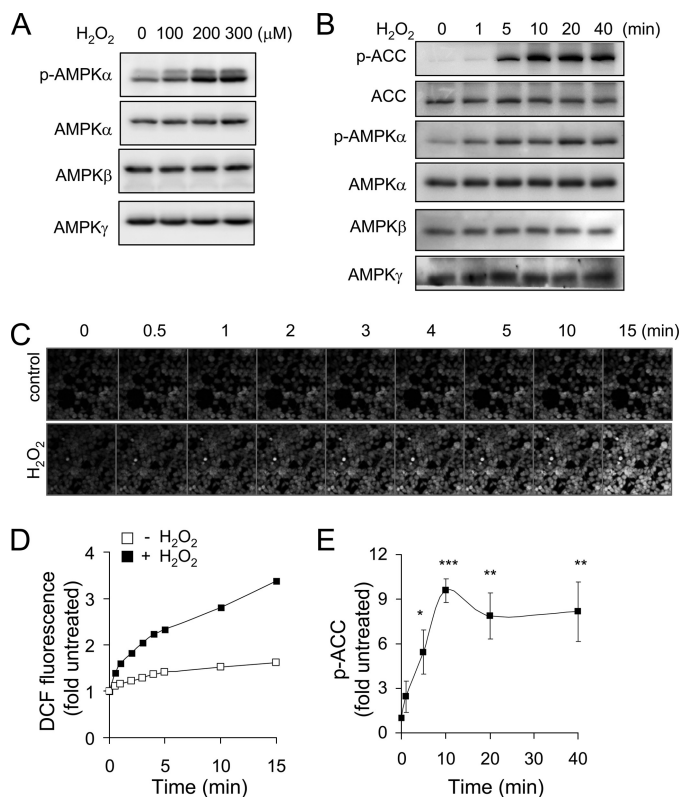 A
H2O2 0 100 200 300 (μM)
p-AMPKα
AMPKα
AMPKβ
AMPKγ
B
H2O2 0 1 5 10 20 40 (min)
p-ACC
ACC
p-AMPKα
AMPKα
AMPKβ
AMPKγ
C
0 0.5 1 2 3 4 5 10 15 (min)
control
H2O2
D
- H2O2
+ H2O2
DCF fluorescence
(fold untreated)
4
3
2
1
0
0 5 10 15
Time (min)
E
p-ACC
(fold untreated)
12
9
6
3
0
*
***
**
**
0 10 20 30 40
Time (min)